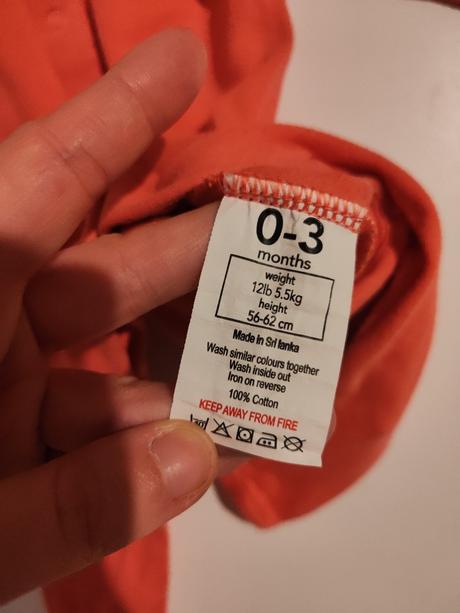 0-3
months
weight
12lb 5.5kg
height
56-62 cm
Made in Sri lanka
Wash similar colours together
Wash inside out
Iron on reverse
100% Cotton
KEEP AWAY FROM FIRE